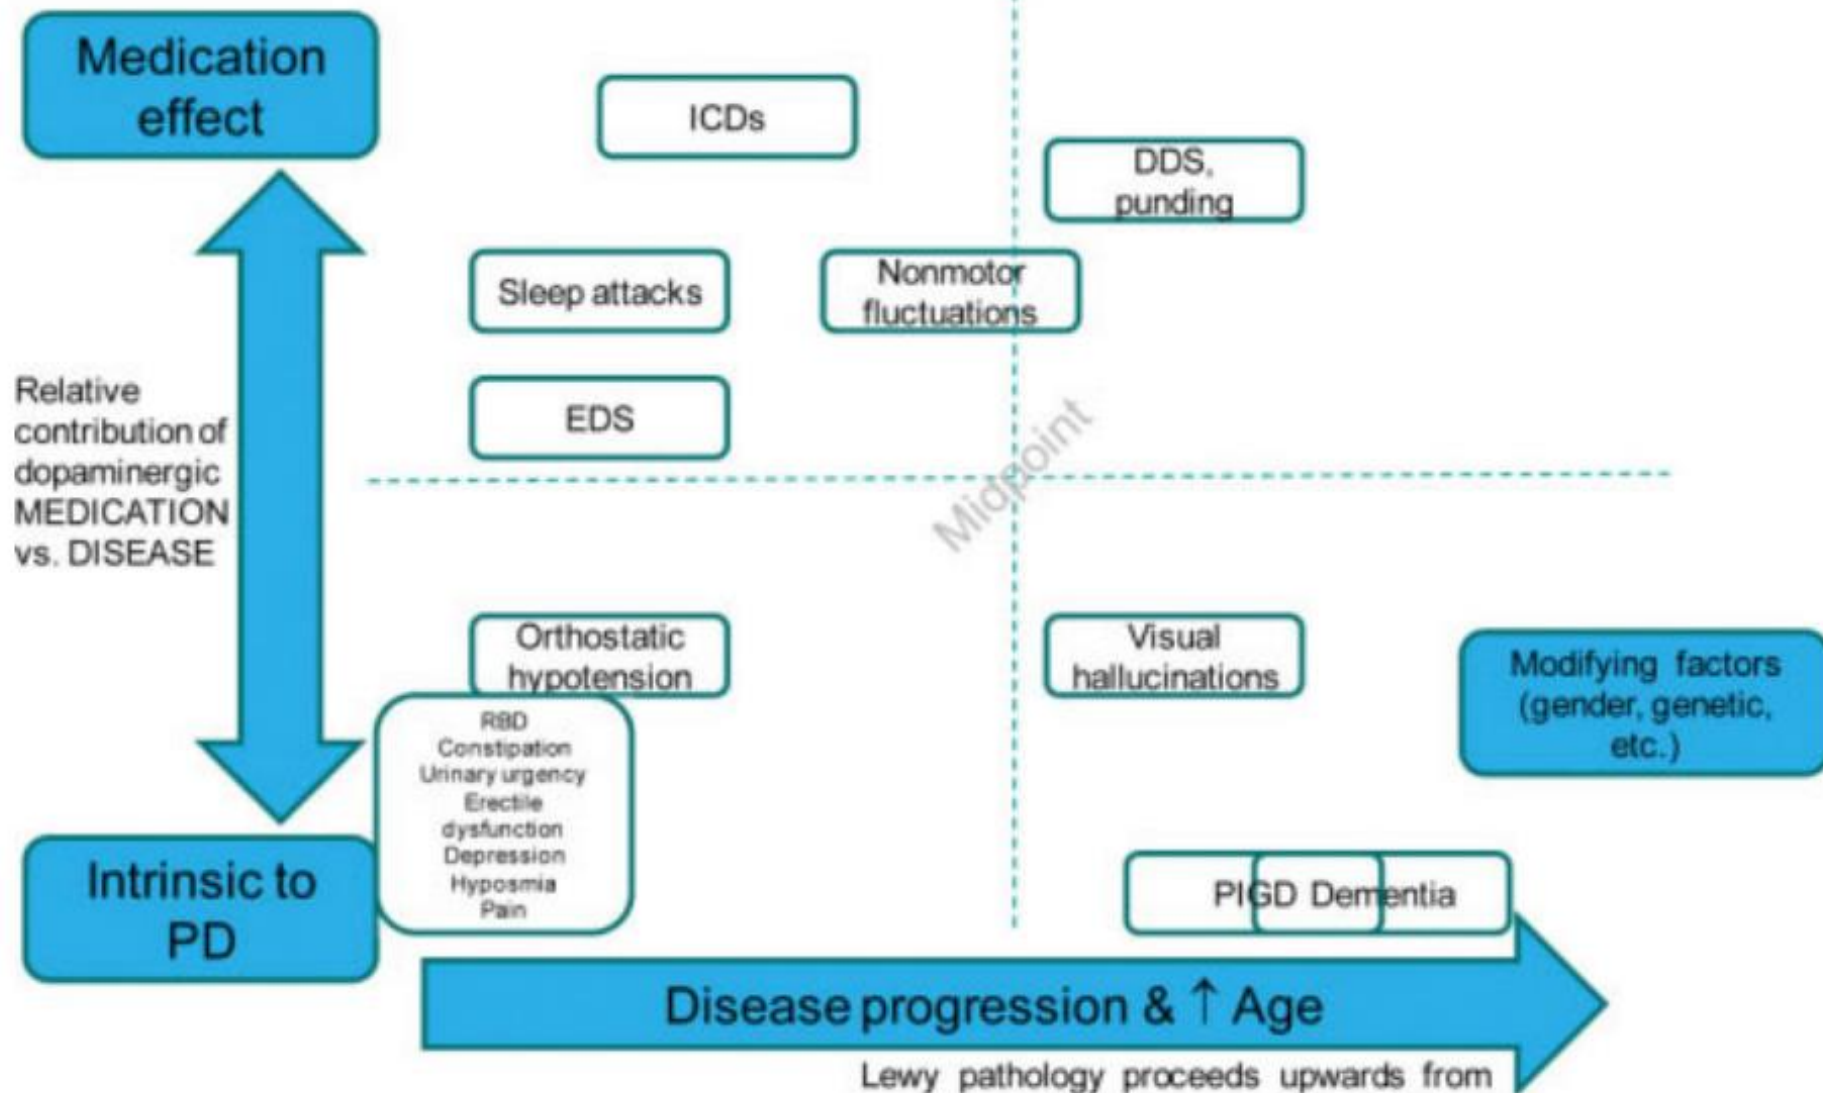 Medication
effect
ICDs
DDS,
punding
Sleep attacks
Nonmotor
fluctuations
EDS
Relative
contribution of
dopaminergic
MEDICATION
vs. DISEASE
Midpoint
Orthostatic
hypotension
Visual
hallucinations
Modifying factors
(gender, genetic,
etc.)
RBD
Constipation
Urinary urgency
Erectile
dysfunction
Depression
Hyposmia
Pain
Intrinsic to
PD
PIGD Dementia
Disease progression & ↑ Age
Lewy pathology proceeds upwards from